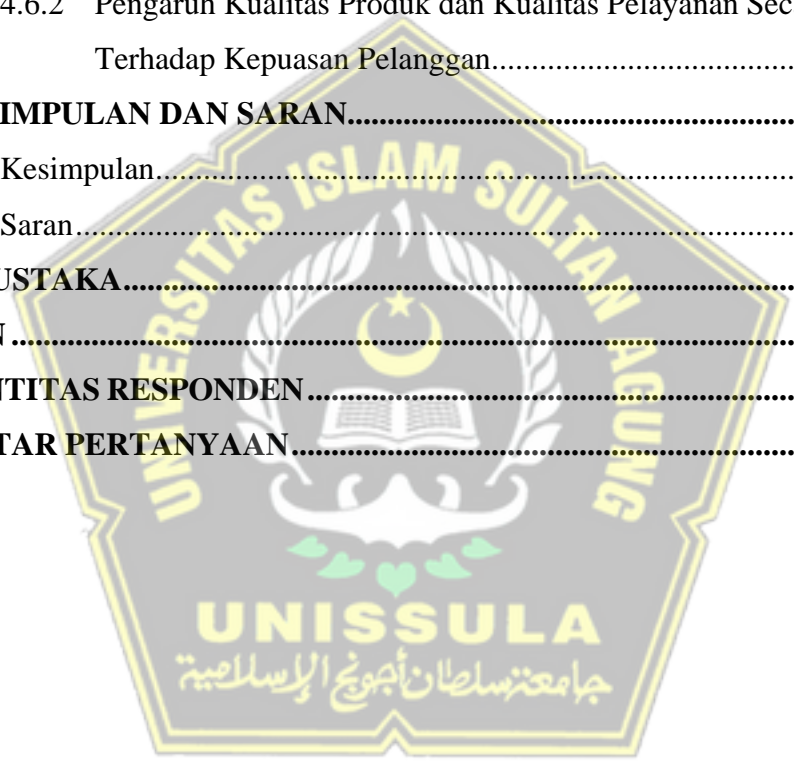 4.6.2 Pengaruh Kualitas Produk dan Kualitas Pelayanan Sec
Terhadap Kepuasan Pelanggan.....................................
IMPULAN DAN SARAN......................................................
Kesimpulan.............................................................................
Saran.......................................................................................
USTAKA.................................................................................
N ..............................................................................................
NTITAS RESPONDEN...........................................................
TAR PERTANYAAN.............................................................
UNIVERSITAS ISLAM SULTAN AGUNG
UNISSULA
جامعة سلطان أجونج الإسلامية